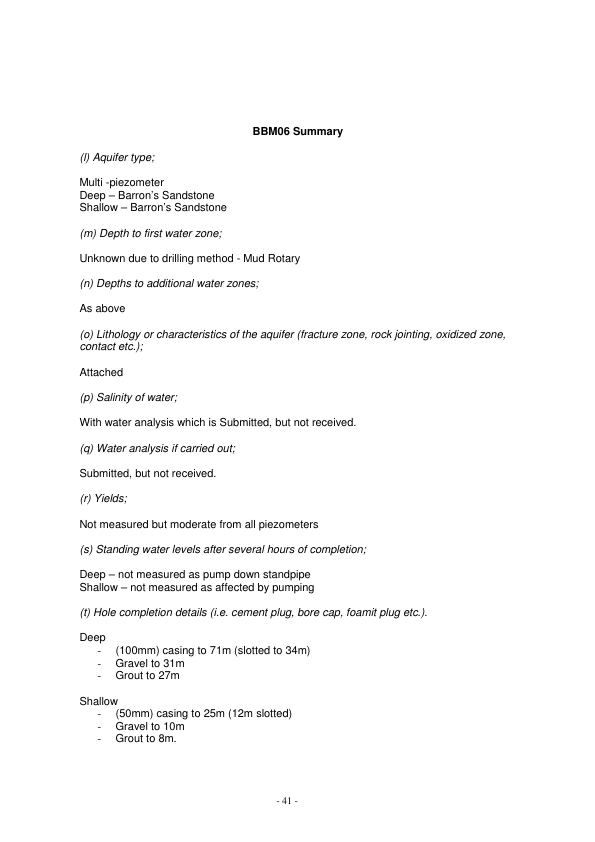 BBM06 Summary
(l) Aquifer type;
Multi -piezometer
Deep – Barron's Sandstone
Shallow – Barron's Sandstone
(m) Depth to first water zone;
Unknown due to drilling method - Mud Rotary
(n) Depths to additional water zones;
As above
(o) Lithology or characteristics of the aquifer (fracture zone, rock jointing, oxidized zone,
contact etc.);
Attached
(p) Salinity of water;
With water analysis which is Submitted, but not received.
(q) Water analysis if carried out;
Submitted, but not received.
(r) Yields;
Not measured but moderate from all piezometers
(s) Standing water levels after several hours of completion;
Deep – not measured as pump down standpipe
Shallow – not measured as affected by pumping
(t) Hole completion details (i.e. cement plug, bore cap, foamit plug etc.).
Deep
- (100mm) casing to 71m (slotted to 34m)
- Gravel to 31m
- Grout to 27m
Shallow
- (50mm) casing to 25m (12m slotted)
- Gravel to 10m
- Grout to 8m.
- 41 -